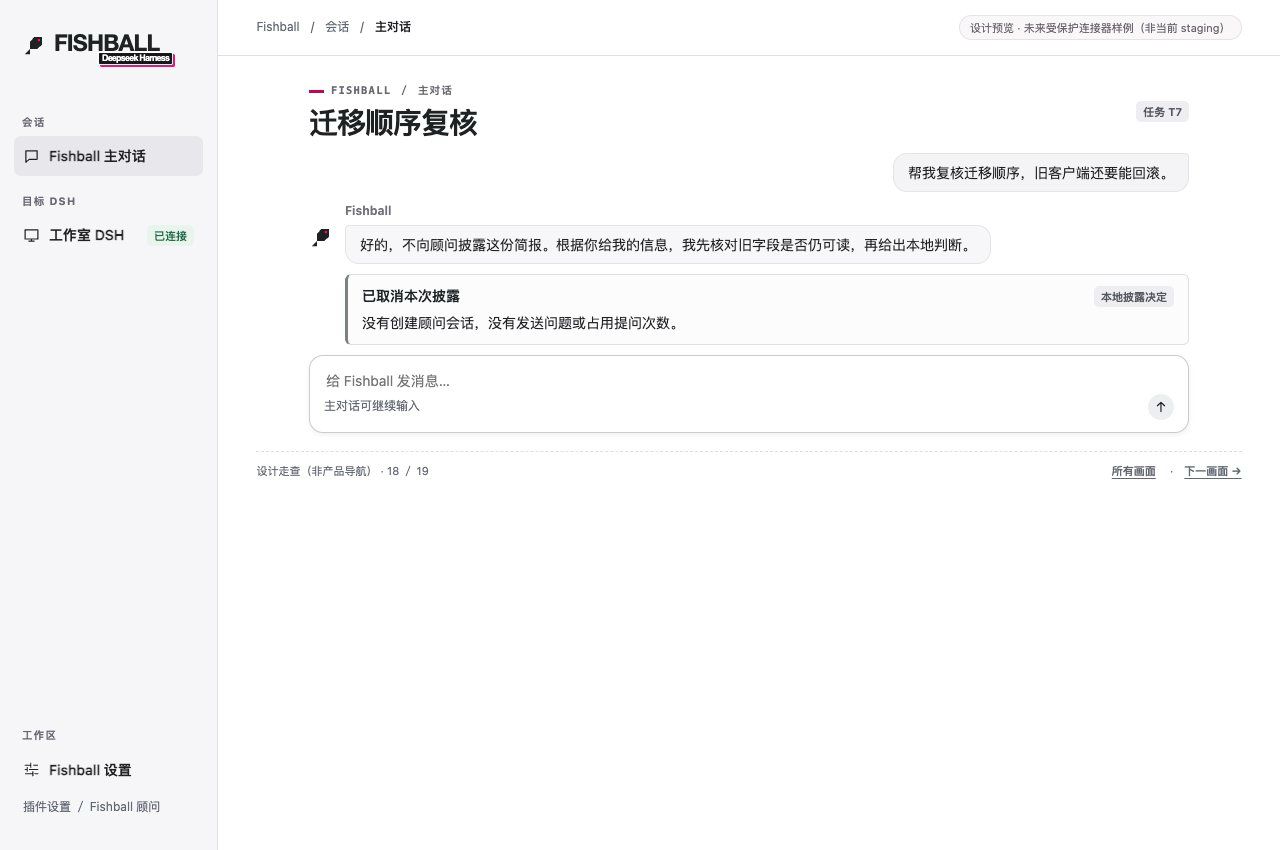 FISHBALL
Deepseek Harness
会话
Fishball 主对话
目标 DSH
工作室 DSH 已连接
工作区
Fishball 设置
插件设置 / Fishball 顾问
Fishball / 会话 / 主对话
设计预览 · 未来受保护连接器样例（非当前 staging）
FISHBALL / 主对话
迁移顺序复核
任务 T7
帮我复核迁移顺序，旧客户端还要能回滚。
Fishball
好的，不向顾问披露这份简报。根据你给我的信息，我先核对旧字段是否仍可读，再给出本地判断。
已取消本次披露
本地披露决定
没有创建顾问会话，没有发送问题或占用提问次数。
给 Fishball 发消息…
主对话可继续输入
设计走查（非产品导航） · 18 / 19
所有画面 · 下一画面 →